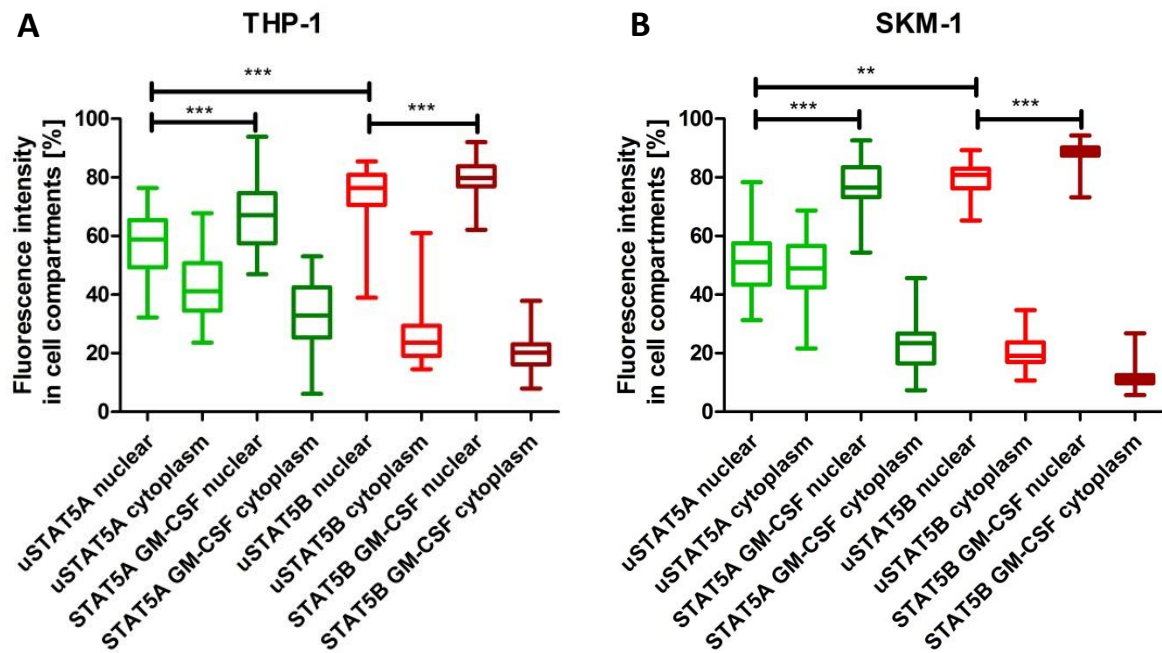 A
THP-1
***
***
***
Fluorescence intensity
in cell compartments [%]
100
80
60
40
20
0
uSTAT5A nuclear
uSTAT5A cytoplasm
STAT5A GM-CSF nuclear
STAT5A GM-CSF cytoplasm
uSTAT5B nuclear
uSTAT5B cytoplasm
STAT5B GM-CSF nuclear
STAT5B GM-CSF cytoplasm
B
SKM-1
**
***
***
Fluorescence intensity
in cell compartments [%]
100
80
60
40
20
0
uSTAT5A nuclear
uSTAT5A cytoplasm
STAT5A GM-CSF nuclear
STAT5A GM-CSF cytoplasm
uSTAT5B nuclear
uSTAT5B cytoplasm
STAT5B GM-CSF nuclear
STAT5B GM-CSF cytoplasm